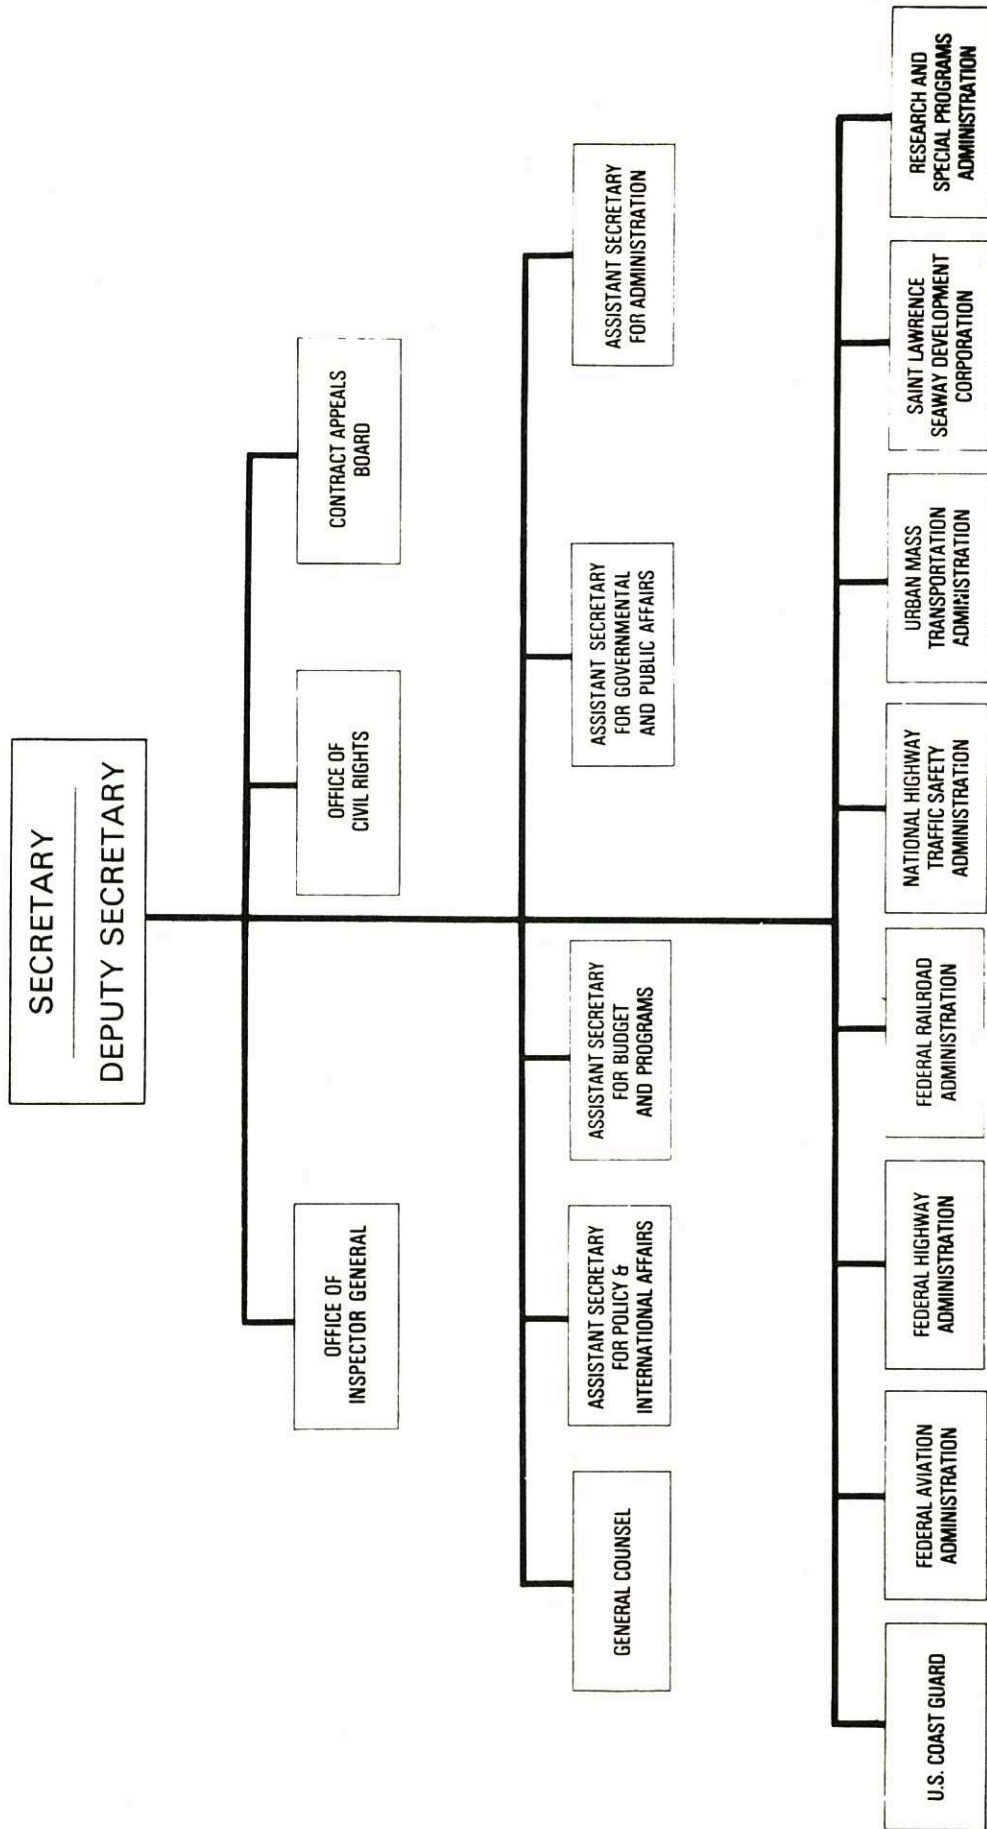 SECRETARY
DEPUTY SECRETARY
OFFICE OF
INSPECTOR GENERAL
OFFICE OF
CIVIL RIGHTS
CONTRACT APPEALS
BOARD
GENERAL COUNSEL
ASSISTANT SECRETARY
FOR POLICY &
INTERNATIONAL AFFAIRS
ASSISTANT SECRETARY
FOR BUDGET
AND PROGRAMS
ASSISTANT SECRETARY
FOR GOVERNMENTAL
AND PUBLIC AFFAIRS
ASSISTANT SECRETARY
FOR ADMINISTRATION
U.S. COAST GUARD
FEDERAL AVIATION
ADMINISTRATION
FEDERAL HIGHWAY
ADMINISTRATION
FEDERAL RAILROAD
ADMINISTRATION
NATIONAL HIGHWAY
TRAFFIC SAFETY
ADMINISTRATION
URBAN MASS
TRANSPORTATION
ADMINISTRATION
SAINT LAWRENCE
SEAWAY DEVELOPMENT
CORPORATION
RESEARCH AND
SPECIAL PROGRAMS
ADMINISTRATION